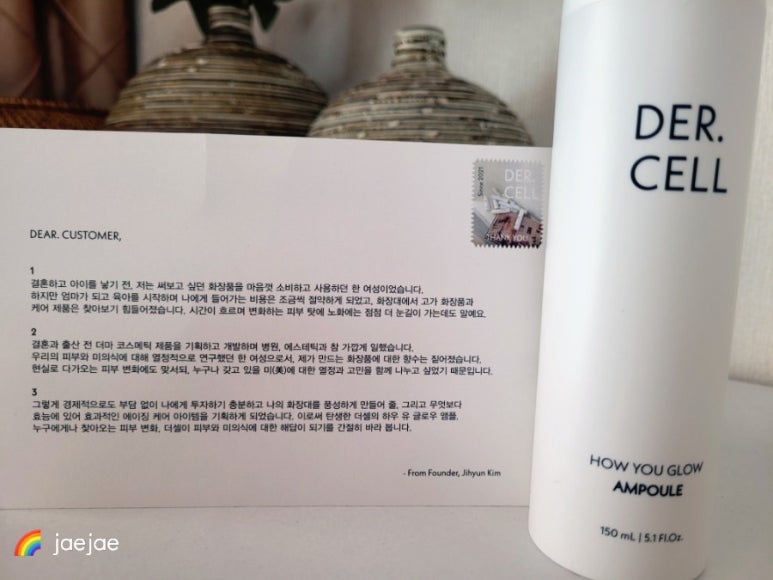 DEAR. CUSTOMER,
Since 2021
DER.
CELL
THANK YOU
1
결혼하고 아이를 낳기 전, 저는 써보고 싶던 화장품을 마음껏 소비하고 사용하던 한 여성이었습니다.
하지만 엄마가 되고 육아를 시작하며 나에게 들어가는 비용은 조금씩 절약하게 되었고, 화장대에서 고가 화장품과
케어 제품은 찾아보기 힘들어졌습니다. 시간이 흐르며 변화하는 피부 탓에 노화에는 점점 더 눈길이 가는데도 말예요.
2
결혼과 출산 전 더마 코스메틱 제품을 기획하고 개발하며 병원, 에스테틱과 참 가깝게 일했습니다.
우리의 피부와 미의식에 대해 열정적으로 연구했던 한 여성으로서, 제가 만드는 화장품에 대한 향수는 짙어졌습니다.
현실로 다가오는 피부 변화에도 맞서되, 누구나 갖고 있을 미(美)에 대한 열정과 고민을 함께 나누고 싶었기 때문입니다.
3
그렇게 경제적으로도 부담 없이 나에게 투자하기 충분하고 나의 화장대를 풍성하게 만들어 줄, 그리고 무엇보다
효능에 있어 효과적인 에이징 케어 아이템을 기획하게 되었습니다. 이로써 탄생한 더셀의 하우 유 글로우 앰플.
누구에게나 찾아오는 피부 변화, 더셀이 피부와 미의식에 대한 해답이 되기를 간절히 바라 봅니다.
- From Founder, Jihyun Kim
DER.
CELL
HOW YOU GLOW
AMPOULE
150 mL | 5.1 Fl.Oz.
jaejae